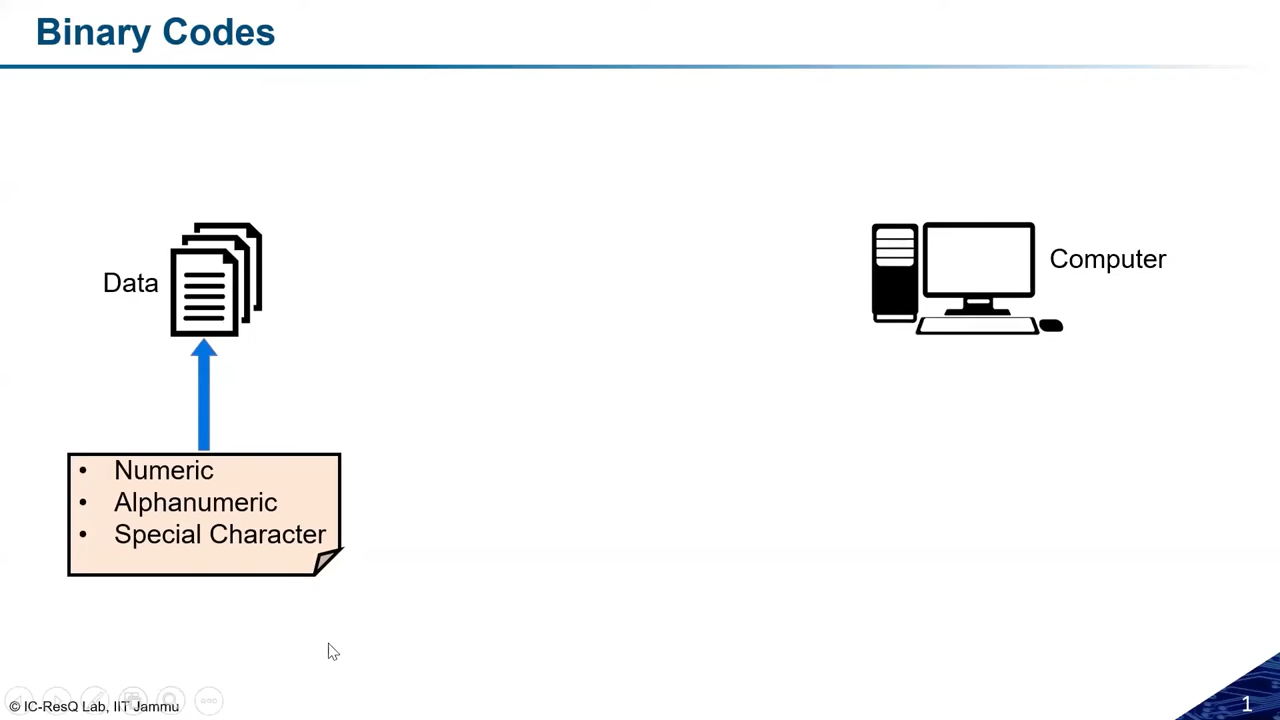 Binary Codes
Data
Computer
• Numeric
• Alphanumeric
• Special Character
© IC-ResQ Lab, IIT Jammu
1